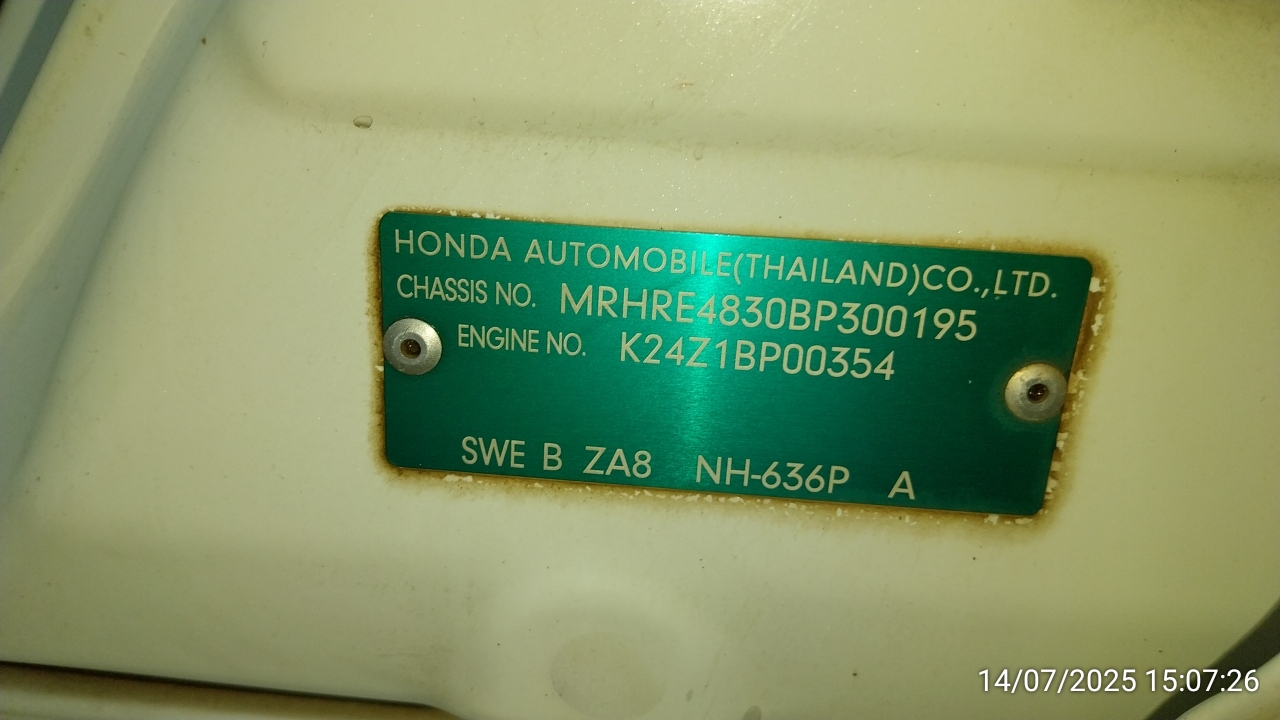 HONDA AUTOMOBILE(THAILAND)CO.,LTD.
CHASSIS NO. MRHRE4830BP300195
ENGINE NO. K24Z1BP00354
SWE B ZA8 NH-636P A
14/07/2025 15:07:26